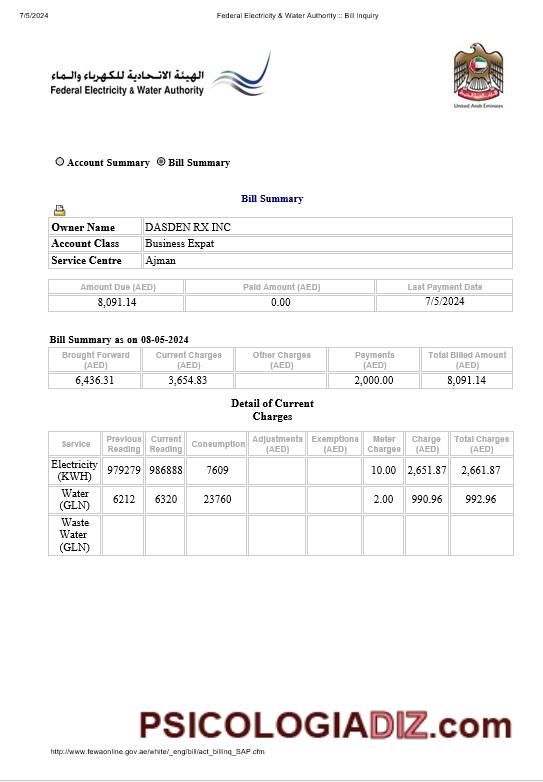 7/5/2024 Federal Electricity & Water Authority :: Bill Inquiry
الهيئة الاتحادية للكهرباء والماء
Federal Electricity & Water Authority
United Arab Emirates
Account Summary Bill Summary
Bill Summary
Owner Name DASDEN RX INC
Account Class Business Expat
Service Centre Ajman
Amount Due (AED) Paid Amount (AED) Last Payment Date
8,091.14 0.00 7/5/2024
Bill Summary as on 08-05-2024
Brought Forward (AED) Current Charges (AED) Other Charges (AED) Payments (AED) Total Billed Amount (AED)
6,436.31 3,654.83 2,000.00 8,091.14
Detail of Current
Charges
Service Previous Reading Current Reading Consumption Adjustments (AED) Exemptions (AED) Meter Charges Charge (AED) Total Charges (AED)
Electricity (KWH) 979279 986888 7609 10.00 2,651.87 2,661.87
Water (GLN) 6212 6320 23760 2.00 990.96 992.96
Waste Water (GLN)
PSICOLOGIADIZ.com
http://www.fewaonline.gov.ae/white/_eng/bill/act_billinq_SAP.cfm